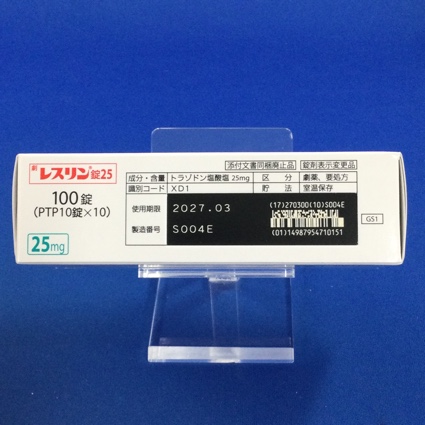 劇 レスリン®錠25
100錠
(PTP10錠×10)
25mg
添付文書同梱廃止品 錠剤表示変更品
成分・含量 トラゾドン塩酸塩 25mg 区分 劇薬、要処方
識別コード XD1 貯法 室温保存
使用期限 2027.03
製造番号 S004E
(17)270300(10)S004E
(01)14987954710151
GS1